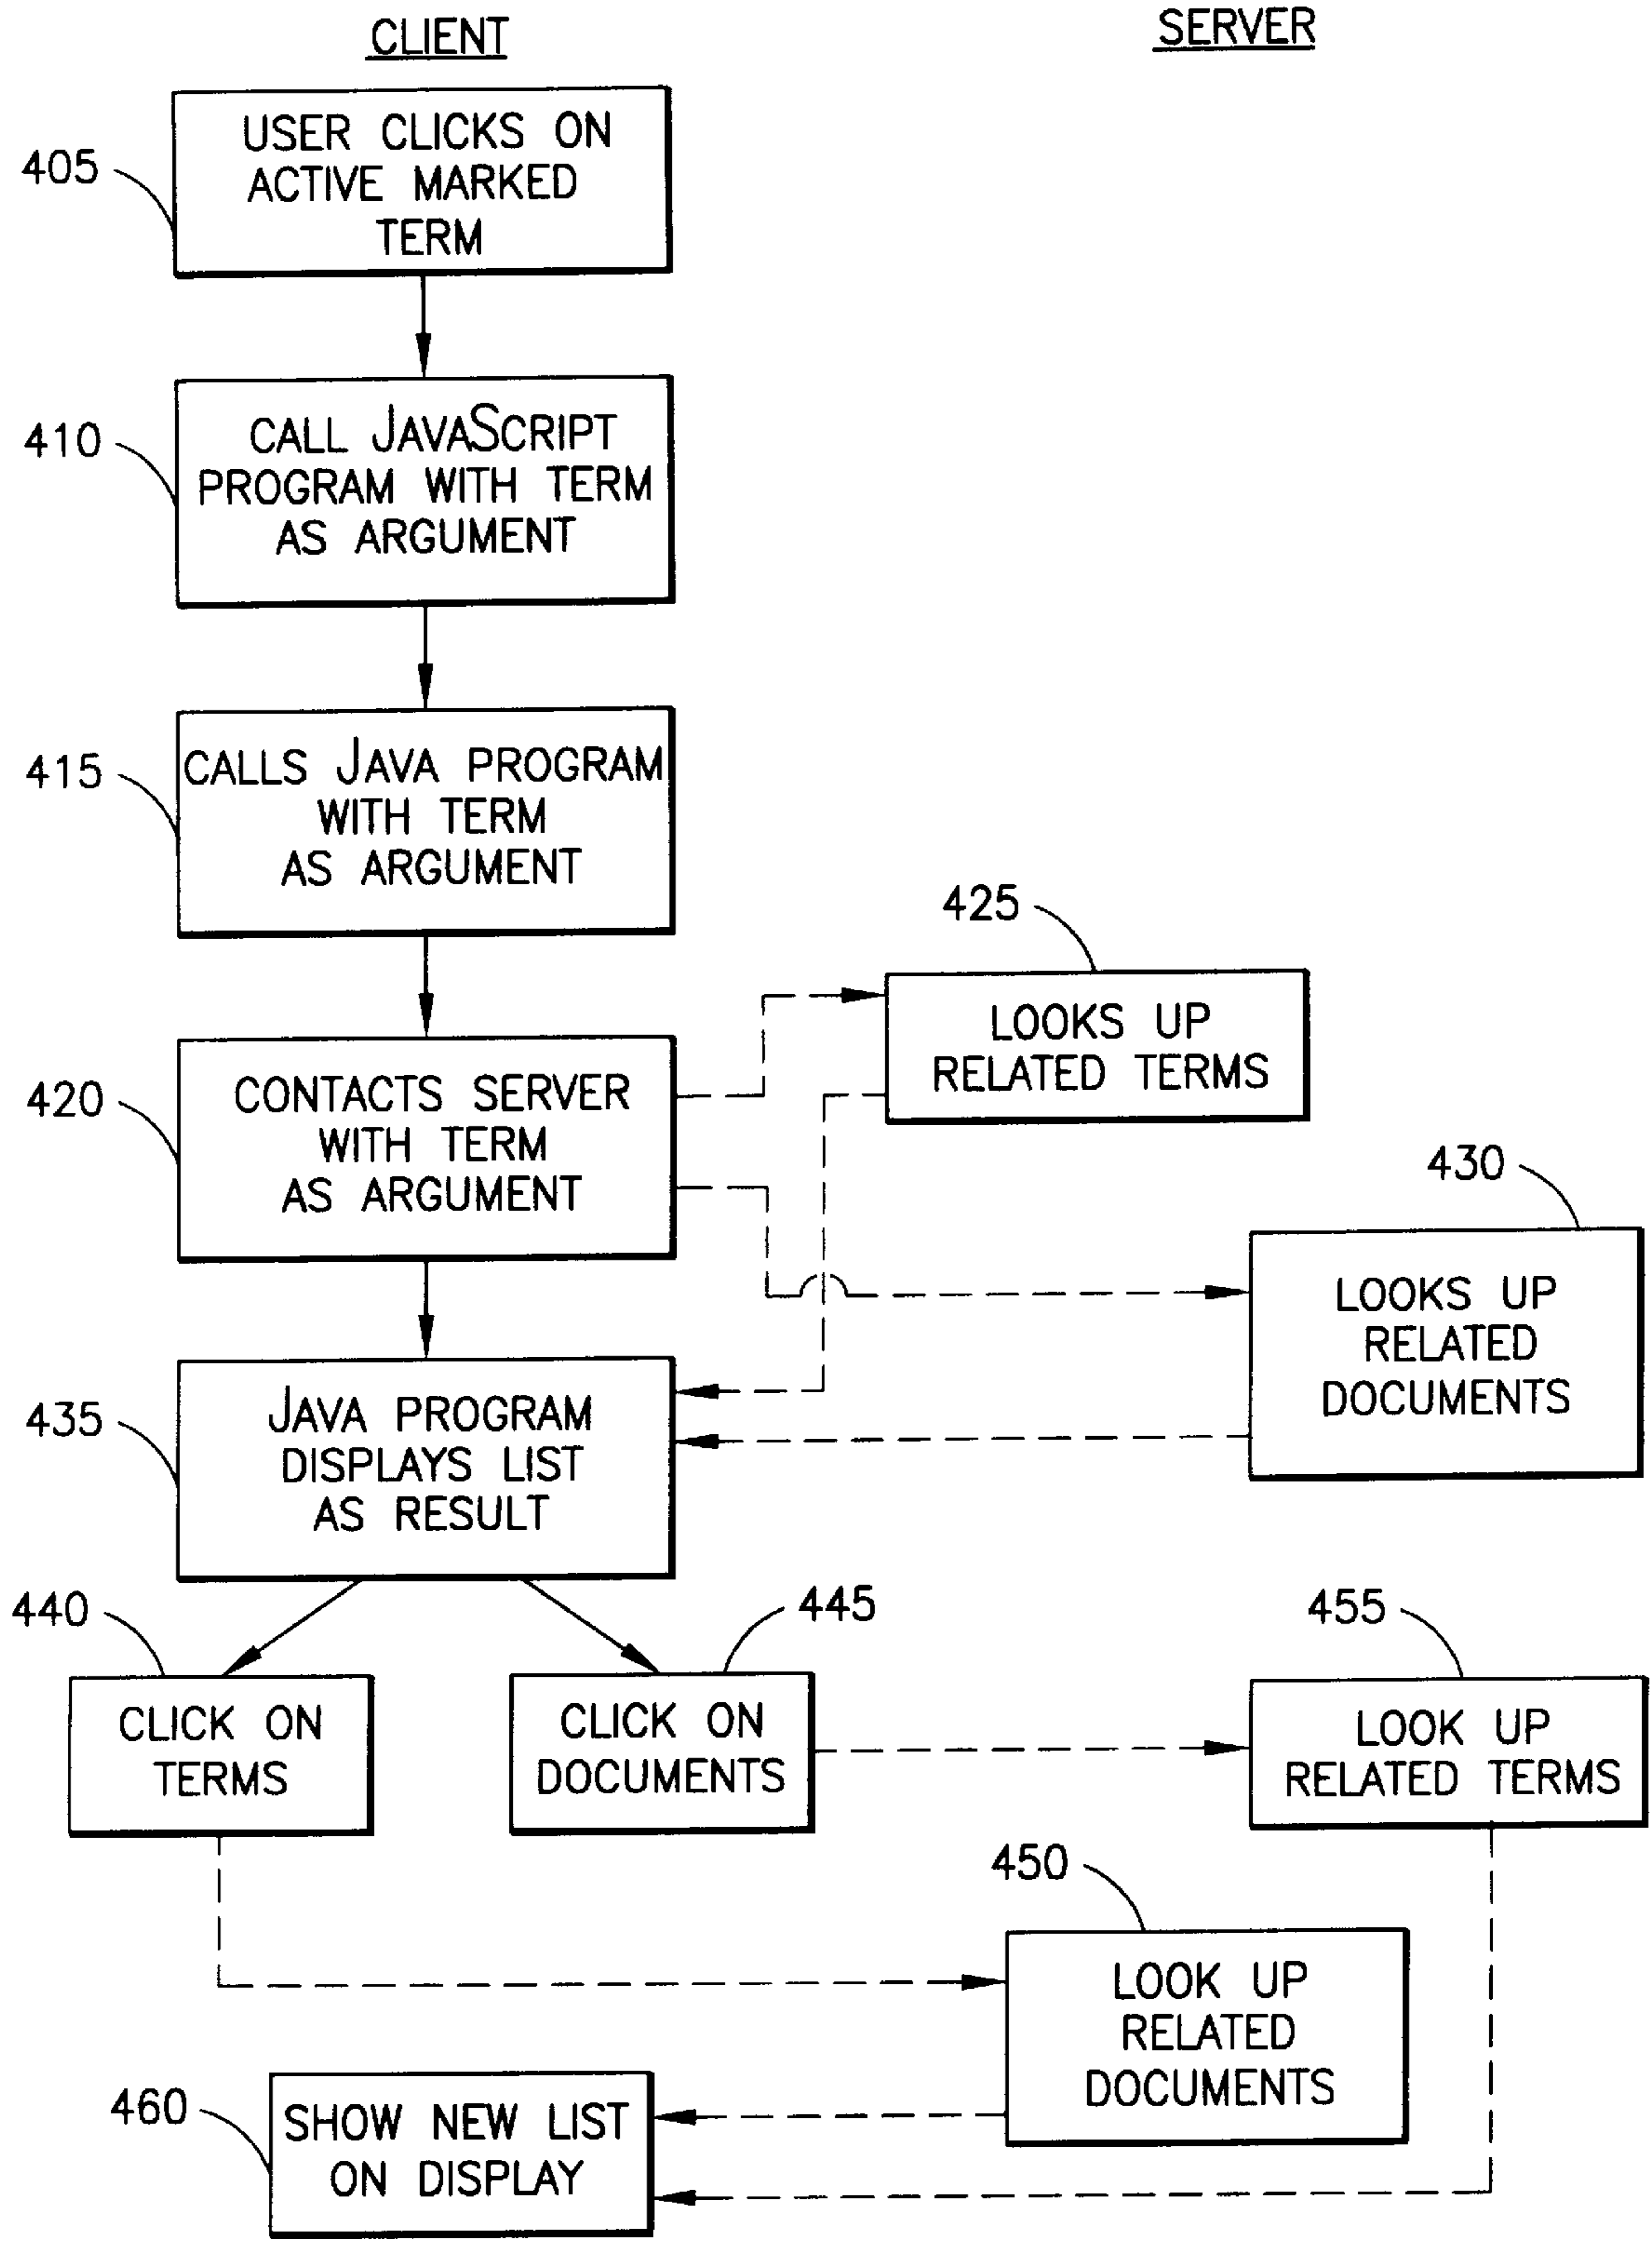 CLIENT
SERVER
405
USER CLICKS ON
ACTIVE MARKED
TERM
410
CALL JAVASCRIPT
PROGRAM WITH TERM
AS ARGUMENT
415
CALLS JAVA PROGRAM
WITH TERM
AS ARGUMENT
420
CONTACTS SERVER
WITH TERM
AS ARGUMENT
425
LOOKS UP
RELATED TERMS
430
LOOKS UP
RELATED
DOCUMENTS
435
JAVA PROGRAM
DISPLAYS LIST
AS RESULT
440
CLICK ON
TERMS
445
CLICK ON
DOCUMENTS
455
LOOK UP
RELATED TERMS
450
LOOK UP
RELATED
DOCUMENTS
460
SHOW NEW LIST
ON DISPLAY